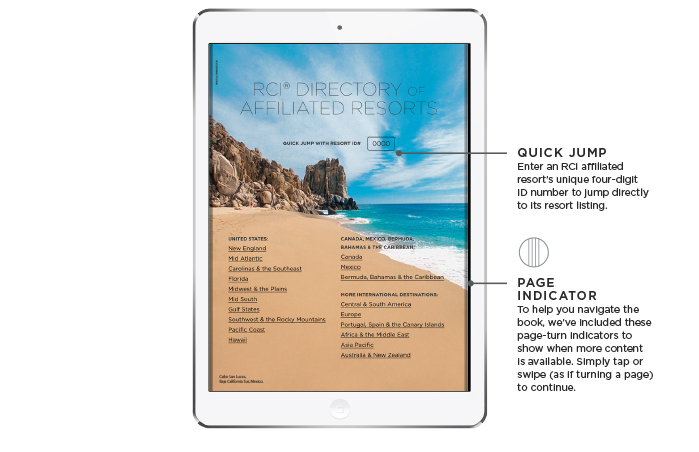 RCI® DIRECTORY OF
AFFILIATED RESORTS
QUICK JUMP WITH RESORT ID#
0000
UNITED STATES:
New England
Mid Atlantic
Carolinas & the Southeast
Florida
Midwest & the Plains
Mid South
Gulf States
Southwest & the Rocky Mountains
Pacific Coast
Hawaii
CANADA, MEXICO, BERMUDA,
BAHAMAS & THE CARIBBEAN:
Canada
Mexico
Bermuda, Bahamas & the Caribbean
MORE INTERNATIONAL DESTINATIONS:
Central & South America
Europe
Portugal, Spain & the Canary Islands
Africa & the Middle East
Asia Pacific
Australia & New Zealand
Cabo San Lucas,
Baja California Sur, Mexico.
QUICK JUMP
Enter an RCI affiliated
resort's unique four-digit
ID number to jump directly
to its resort listing.
PAGE
INDICATOR
To help you navigate the
book, we've included these
page-turn indicators to
show when more content
is available. Simply tap or
swipe (as if turning a page)
to continue.